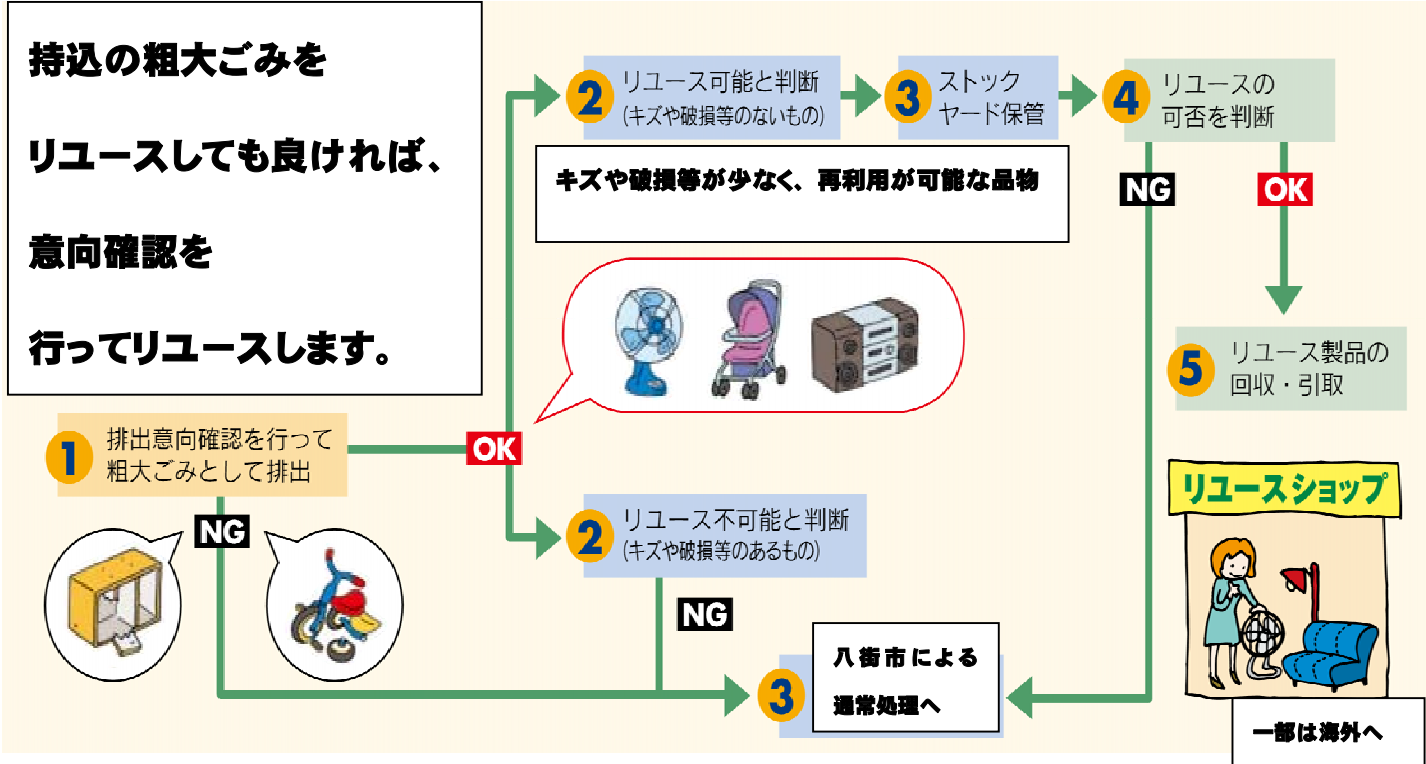 持込の粗大ごみを
リユースしても良ければ、
意向確認を
行ってリユースします。
1
排出意向確認を行って
粗大ごみとして排出
OK
NG
2
リユース可能と判断
(キズや破損等のないもの)
キズや破損等が少なく、再利用が可能な品物
3
ストック
ヤード保管
4
リユースの
可否を判断
NG
OK
5
リユース製品の
回収・引取
リユースショップ
一部は海外へ
2
リユース不可能と判断
(キズや破損等のあるもの)
NG
3
八街市による
通常処理へ